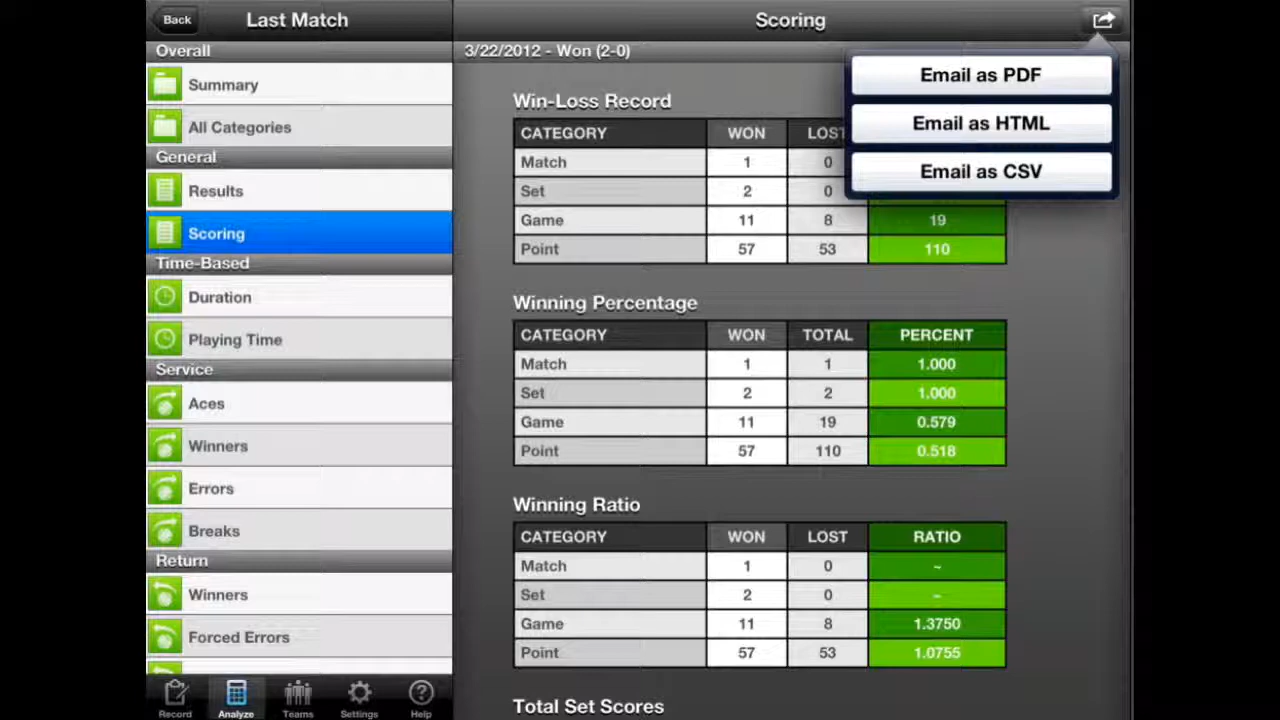 Back
Last Match
Overall
Summary
All Categories
General
Results
Scoring
Time-Based
Duration
Playing Time
Service
Aces
Winners
Errors
Breaks
Return
Winners
Forced Errors
Record Analyze Teams Settings Help
Scoring
3/22/2012 - Won (2-0)
Email as PDF
Email as HTML
Email as CSV
Win-Loss Record
CATEGORY WON
Match 1 0
Set 2 0
Game 11 8 19
Point 57 53 110
Winning Percentage
CATEGORY WON TOTAL PERCENT
Match 1 1 1.000
Set 2 2 1.000
Game 11 19 0.579
Point 57 110 0.518
Winning Ratio
CATEGORY WON LOST RATIO
Match 1 0 ~
Set 2 0 ~
Game 11 8 1.3750
Point 57 53 1.0755
Total Set Scores